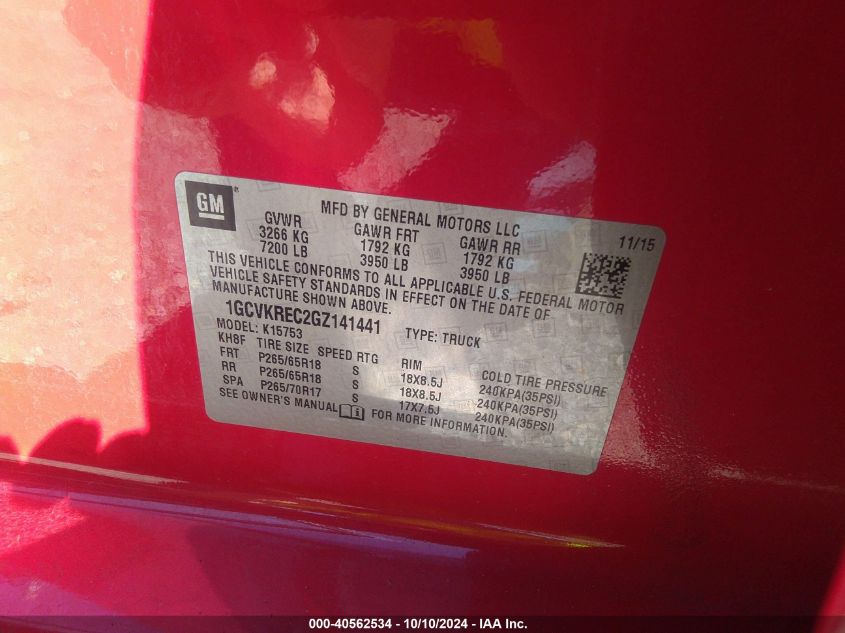 GM®
MFD BY GENERAL MOTORS LLC
11/15
GVWR GAWR FRT GAWR RR
3266 KG 1792 KG 1792 KG
7200 LB 3950 LB 3950 LB
THIS VEHICLE CONFORMS TO ALL APPLICABLE U.S. FEDERAL MOTOR
VEHICLE SAFETY STANDARDS IN EFFECT ON THE DATE OF
MANUFACTURE SHOWN ABOVE.
1GCVKREC2GZ141441 TYPE: TRUCK
MODEL: K15753
KH8F TIRE SIZE SPEED RTG RIM COLD TIRE PRESSURE
FRT P265/65R18 S 18X8.5J 240KPA(35PSI)
RR P265/65R18 S 18X8.5J 240KPA(35PSI)
SPA P265/70R17 S 17X7.5J 240KPA(35PSI)
SEE OWNER'S MANUAL FOR MORE INFORMATION.
000-40562534 - 10/10/2024 - IAA Inc.